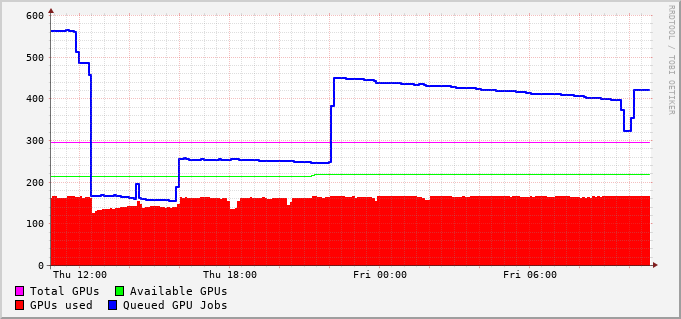 600
500
400
300
200
100
0
Thu 12:00 Thu 18:00 Fri 00:00 Fri 06:00
Total GPUs Available GPUs
GPUs used Queued GPU Jobs
RRDTOOL / TOBI OETIKER